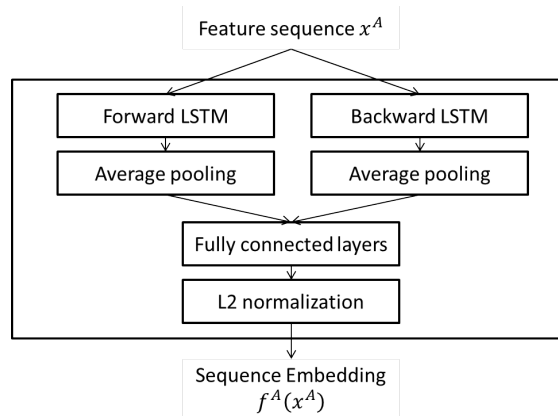 Feature sequence x^A
Forward LSTM
Backward LSTM
Average pooling
Average pooling
Fully connected layers
L2 normalization
Sequence Embedding
f^A(x^A)